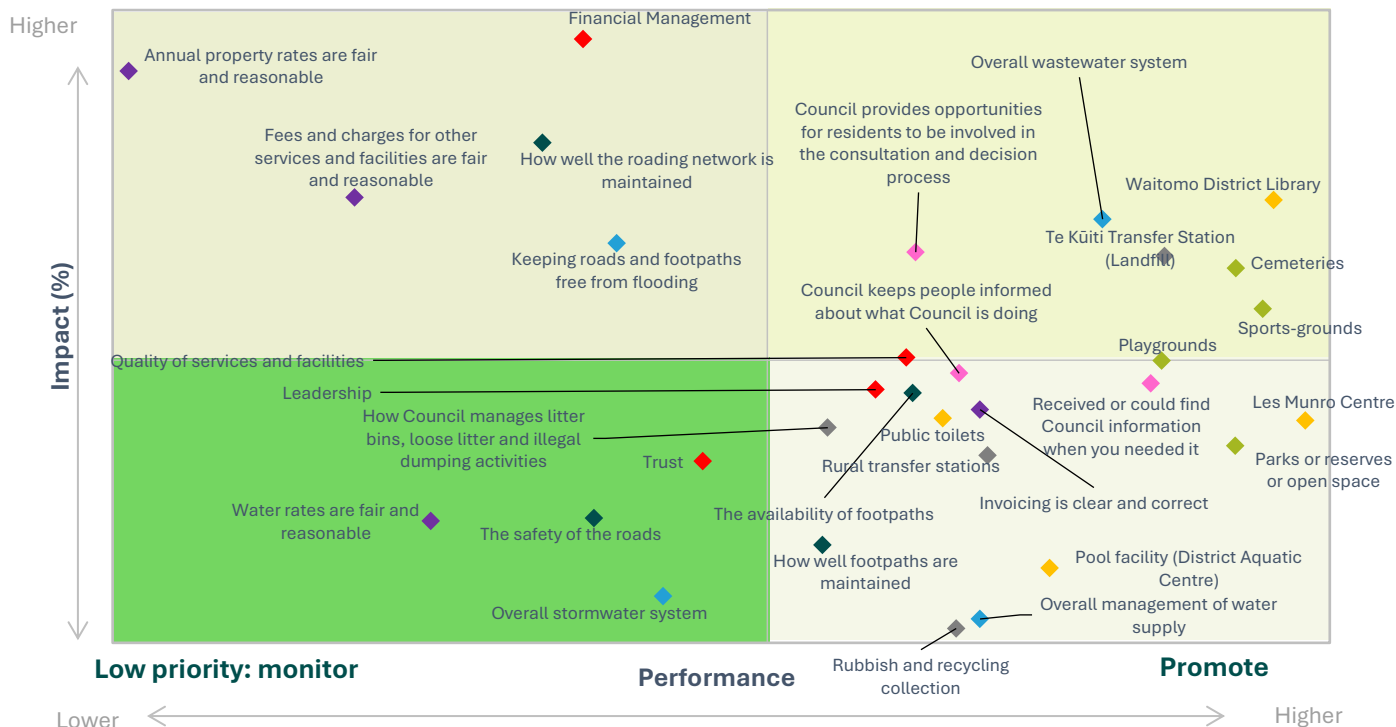 Higher
Financial Management
Annual property rates are fair
and reasonable
Overall wastewater system
Council provides opportunities
for residents to be involved in
the consultation and decision
process
Fees and charges for other
services and facilities are fair
and reasonable
How well the roading network is
maintained
Waitomo District Library
Te Kūiti Transfer Station
(Landfill)
Cemeteries
Keeping roads and footpaths
free from flooding
Council keeps people informed
about what Council is doing
Sports-grounds
Playgrounds
Impact (%)
Quality of services and facilities
Leadership
How Council manages litter
bins, loose litter and illegal
dumping activities
Trust
Public toilets
Rural transfer stations
Received or could find
Council information
when you needed it
Les Munro Centre
Parks or reserves
or open space
Invoicing is clear and correct
The availability of footpaths
Water rates are fair and
reasonable
The safety of the roads
How well footpaths are
maintained
Pool facility (District Aquatic
Centre)
Overall stormwater system
Overall management of water
supply
Rubbish and recycling
collection
Low priority: monitor
Performance
Promote
Lower
Higher